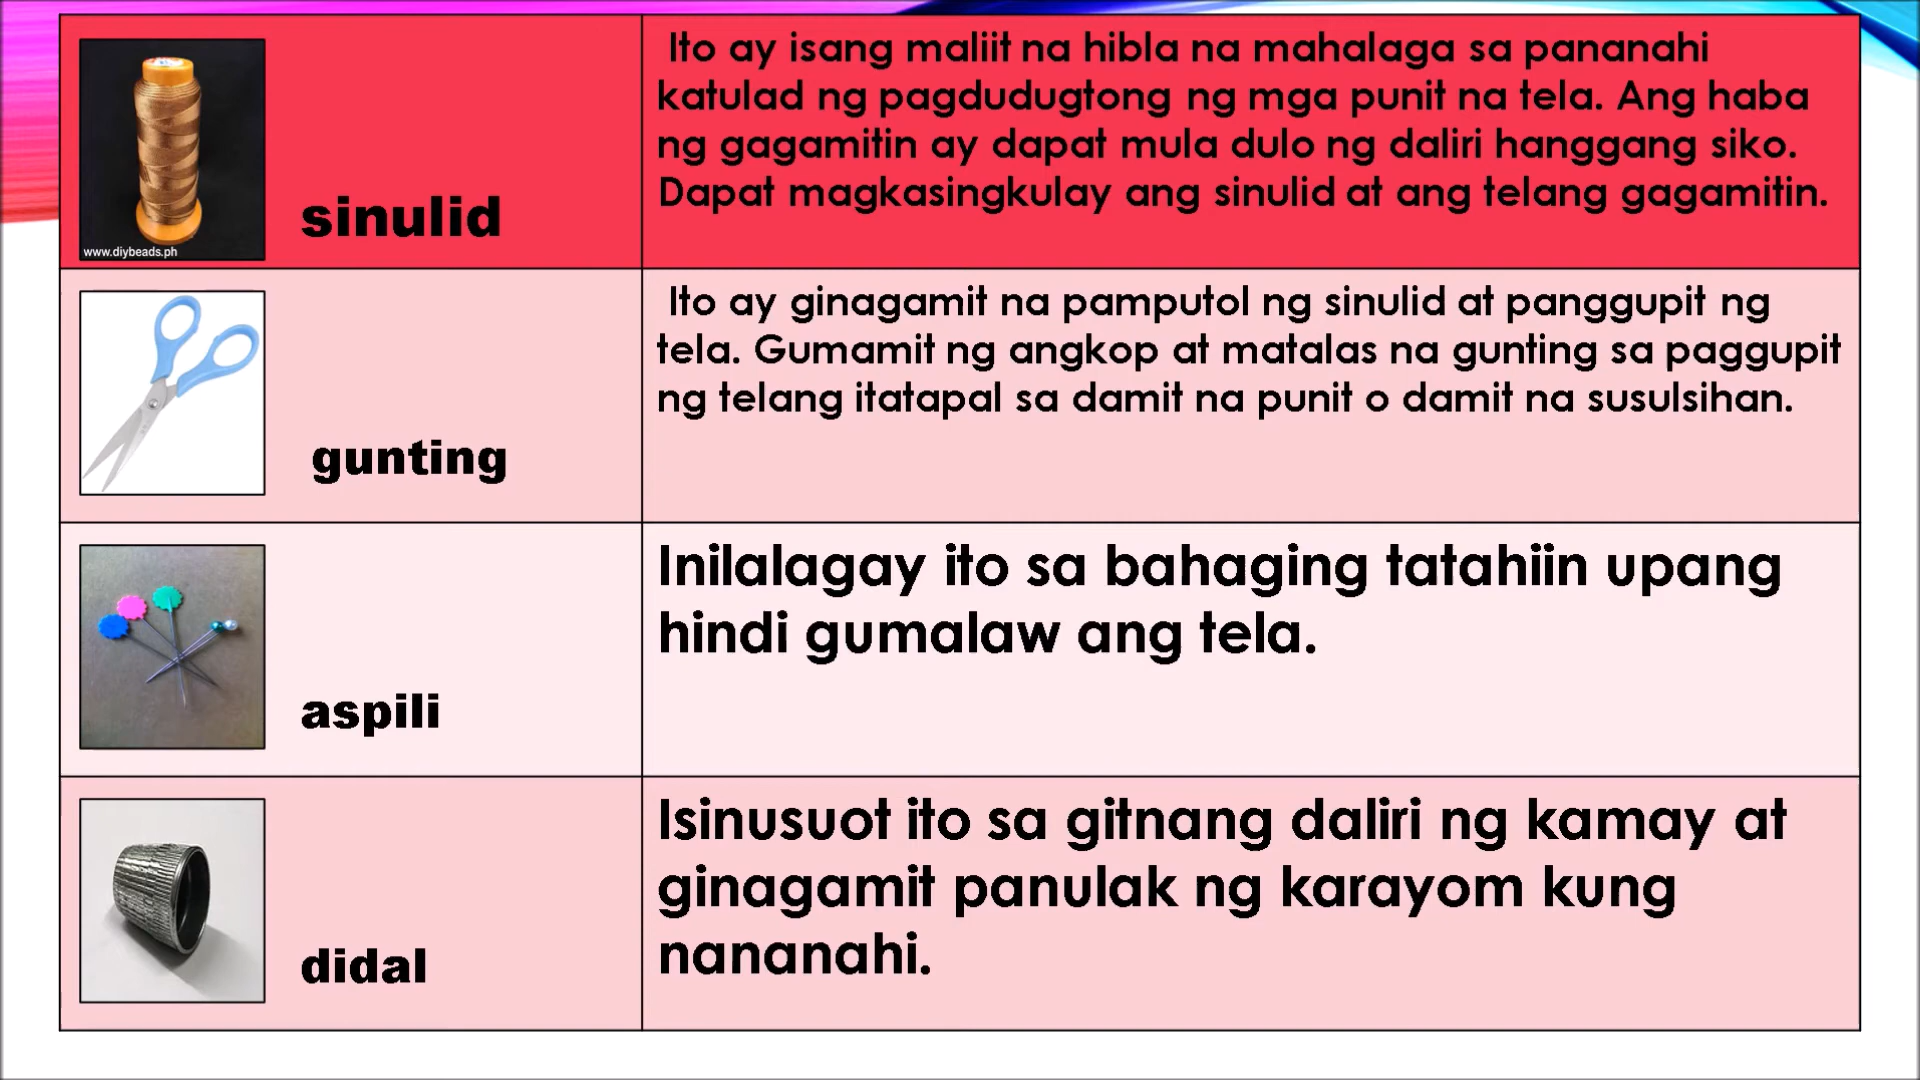 www.diybeads.ph
sinulid
Ito ay isang maliit na hibla na mahalaga sa pananahi
katulad ng pagdudugtong ng mga punit na tela. Ang haba
ng gagamitin ay dapat mula dulo ng daliri hanggang siko.
Dapat magkasingkulay ang sinulid at ang telang gagamitin.
gunting
Ito ay ginagamit na pamputol ng sinulid at panggupit ng
tela. Gumamit ng angkop at matalas na gunting sa paggupit
ng telang itatapal sa damit na punit o damit na susulsihan.
aspili
Inilalagay ito sa bahaging tatahiin upang
hindi gumalaw ang tela.
didal
Isinusuot ito sa gitnang daliri ng kamay at
ginagamit panulak ng karayom kung
nananahi.